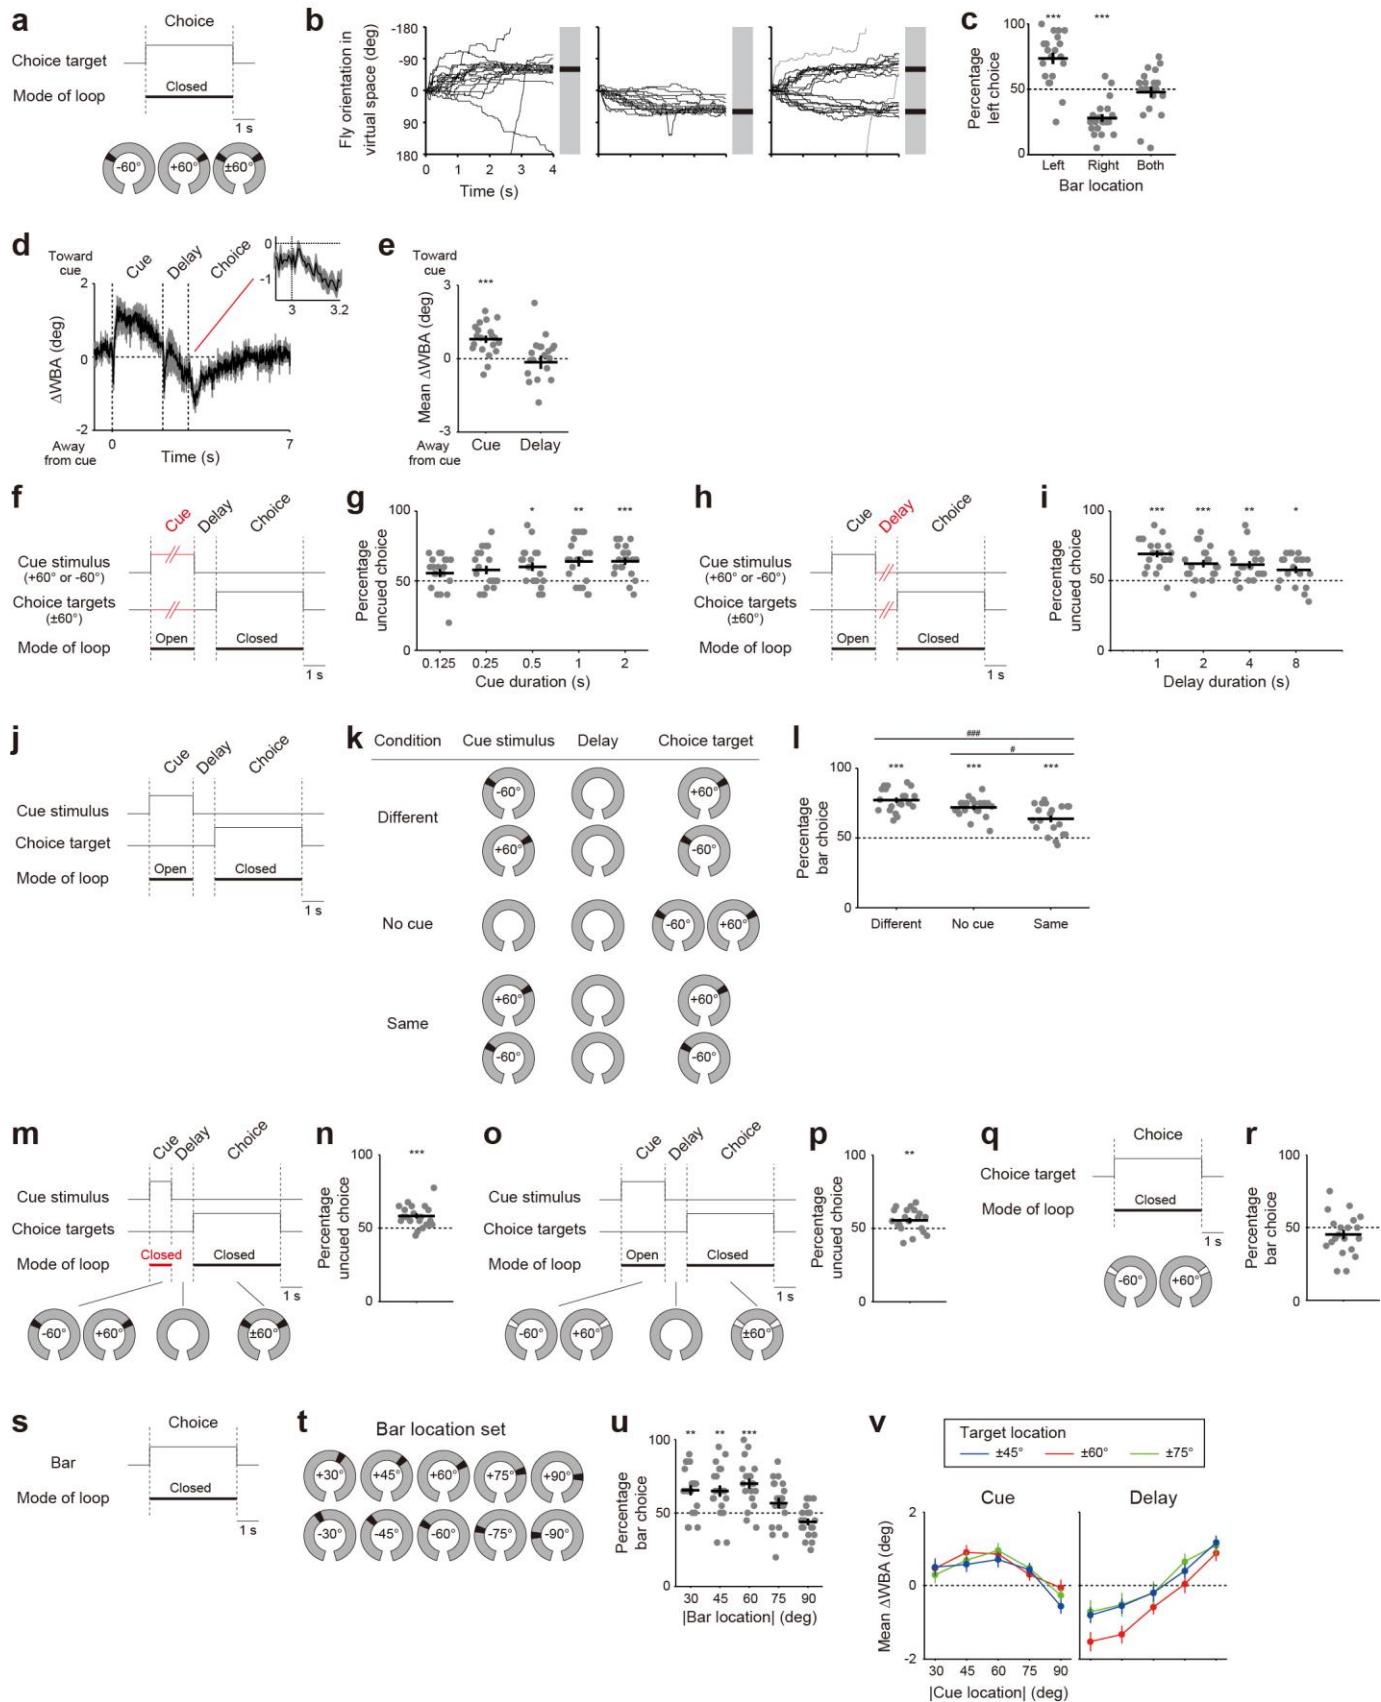 a
Choice
Choice target
Mode of loop
Closed
1 s
-60°
+60°
±60°
b
Fly orientation in
virtual space (deg)
-180
-90
0
90
180
0
1
2
3
4
Time (s)
c
Percentage
left choice
100
50
0
***
***
Left
Right
Both
Bar location
d
Toward
cue
Cue
Delay
Choice
2
0
-2
ΔWBA (deg)
Away
from cue
0
7
Time (s)
0
-1
3
3.2
e
Toward
cue
3
0
-3
Mean ΔWBA (deg)
***
Away
from cue
Cue
Delay
f
Cue
Delay
Choice
Cue stimulus
(+60° or -60°)
Choice targets
(±60°)
Mode of loop
Open
Closed
1 s
g
Percentage
uncued choice
100
50
0
*
**
***
0.125
0.25
0.5
1
2
Cue duration (s)
h
Cue
Delay
Choice
Cue stimulus
(+60° or -60°)
Choice targets
(±60°)
Mode of loop
Open
Closed
1 s
i
Percentage
uncued choice
100
50
0
***
***
**
*
1
2
4
8
Delay duration (s)
j
Cue
Delay
Choice
Cue stimulus
Choice target
Mode of loop
Open
Closed
1 s
k
Condition
Cue stimulus
Delay
Choice target
Different
-60°
+60°
+60°
-60°
No cue
-60°
+60°
Same
+60°
+60°
-60°
-60°
l
Percentage
bar choice
100
50
0
###
#
***
***
***
Different
No cue
Same
m
Cue
Delay
Choice
Cue stimulus
Choice targets
Mode of loop
Closed
Closed
1 s
-60°
+60°
±60°
n
Percentage
uncued choice
100
50
0
***
o
Cue
Delay
Choice
Cue stimulus
Choice targets
Mode of loop
Open
Closed
1 s
-60°
+60°
±60°
p
Percentage
uncued choice
100
50
0
**
q
Choice
Choice target
Mode of loop
Closed
1 s
-60°
+60°
r
Percentage
bar choice
100
50
0
s
Choice
Bar
Mode of loop
Closed
1 s
t
Bar location set
+30°
+45°
+60°
+75°
+90°
-30°
-45°
-60°
-75°
-90°
u
Percentage
bar choice
100
50
0
**
**
***
30
45
60
75
90
|Bar location| (deg)
v
Target location
±45°
±60°
±75°
Cue
Delay
Mean ΔWBA (deg)
2
0
-2
30
45
60
75
90
|Cue location| (deg)